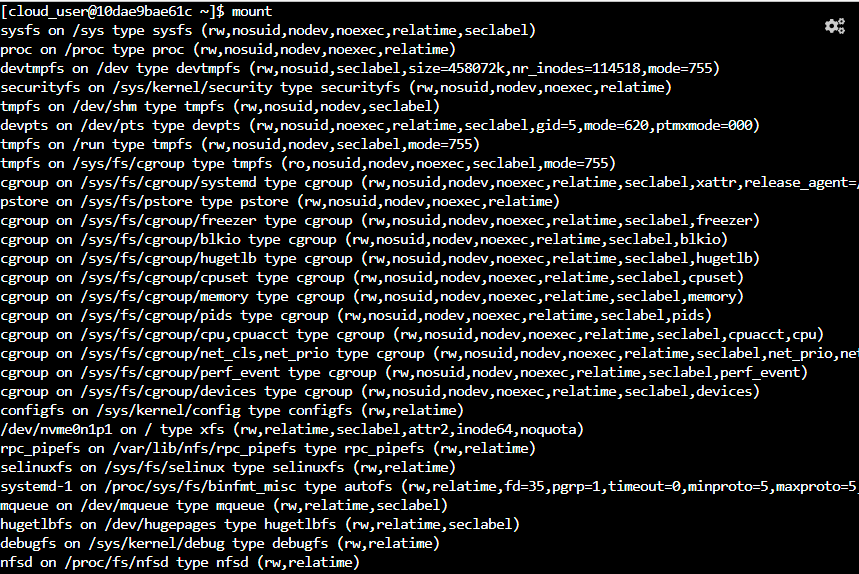 [cloud_user@10dae9bae61c ~]$ mount
sysfs on /sys type sysfs (rw,nosuid,nodev,noexec,relatime,seclabel)
proc on /proc type proc (rw,nosuid,nodev,noexec,relatime)
devtmpfs on /dev type devtmpfs (rw,nosuid,seclabel,size=458072k,nr_inodes=114518,mode=755)
securityfs on /sys/kernel/security type securityfs (rw,nosuid,nodev,noexec,relatime)
tmpfs on /dev/shm type tmpfs (rw,nosuid,nodev,seclabel)
devpts on /dev/pts type devpts (rw,nosuid,noexec,relatime,seclabel,gid=5,mode=620,ptmxmode=000)
tmpfs on /run type tmpfs (rw,nosuid,nodev,seclabel,mode=755)
tmpfs on /sys/fs/cgroup type tmpfs (ro,nosuid,nodev,noexec,seclabel,mode=755)
cgroup on /sys/fs/cgroup/systemd type cgroup (rw,nosuid,nodev,noexec,relatime,seclabel,xattr,release_agent=/
pstore on /sys/fs/pstore type pstore (rw,nosuid,nodev,noexec,relatime)
cgroup on /sys/fs/cgroup/freezer type cgroup (rw,nosuid,nodev,noexec,relatime,seclabel,freezer)
cgroup on /sys/fs/cgroup/blkio type cgroup (rw,nosuid,nodev,noexec,relatime,seclabel,blkio)
cgroup on /sys/fs/cgroup/hugetlb type cgroup (rw,nosuid,nodev,noexec,relatime,seclabel,hugetlb)
cgroup on /sys/fs/cgroup/cpuset type cgroup (rw,nosuid,nodev,noexec,relatime,seclabel,cpuset)
cgroup on /sys/fs/cgroup/memory type cgroup (rw,nosuid,nodev,noexec,relatime,seclabel,memory)
cgroup on /sys/fs/cgroup/pids type cgroup (rw,nosuid,nodev,noexec,relatime,seclabel,pids)
cgroup on /sys/fs/cgroup/cpu,cpuacct type cgroup (rw,nosuid,nodev,noexec,relatime,seclabel,cpuacct,cpu)
cgroup on /sys/fs/cgroup/net_cls,net_prio type cgroup (rw,nosuid,nodev,noexec,relatime,seclabel,net_prio,net
cgroup on /sys/fs/cgroup/perf_event type cgroup (rw,nosuid,nodev,noexec,relatime,seclabel,perf_event)
cgroup on /sys/fs/cgroup/devices type cgroup (rw,nosuid,nodev,noexec,relatime,seclabel,devices)
configfs on /sys/kernel/config type configfs (rw,relatime)
/dev/nvme0n1p1 on / type xfs (rw,relatime,seclabel,attr2,inode64,noquota)
rpc_pipefs on /var/lib/nfs/rpc_pipefs type rpc_pipefs (rw,relatime)
selinuxfs on /sys/fs/selinux type selinuxfs (rw,relatime)
systemd-1 on /proc/sys/fs/binfmt_misc type autofs (rw,relatime,fd=35,pgrp=1,timeout=0,minproto=5,maxproto=5,
mqueue on /dev/mqueue type mqueue (rw,relatime,seclabel)
hugetlbfs on /dev/hugepages type hugetlbfs (rw,relatime,seclabel)
debugfs on /sys/kernel/debug type debugfs (rw,relatime)
nfsd on /proc/fs/nfsd type nfsd (rw,relatime)